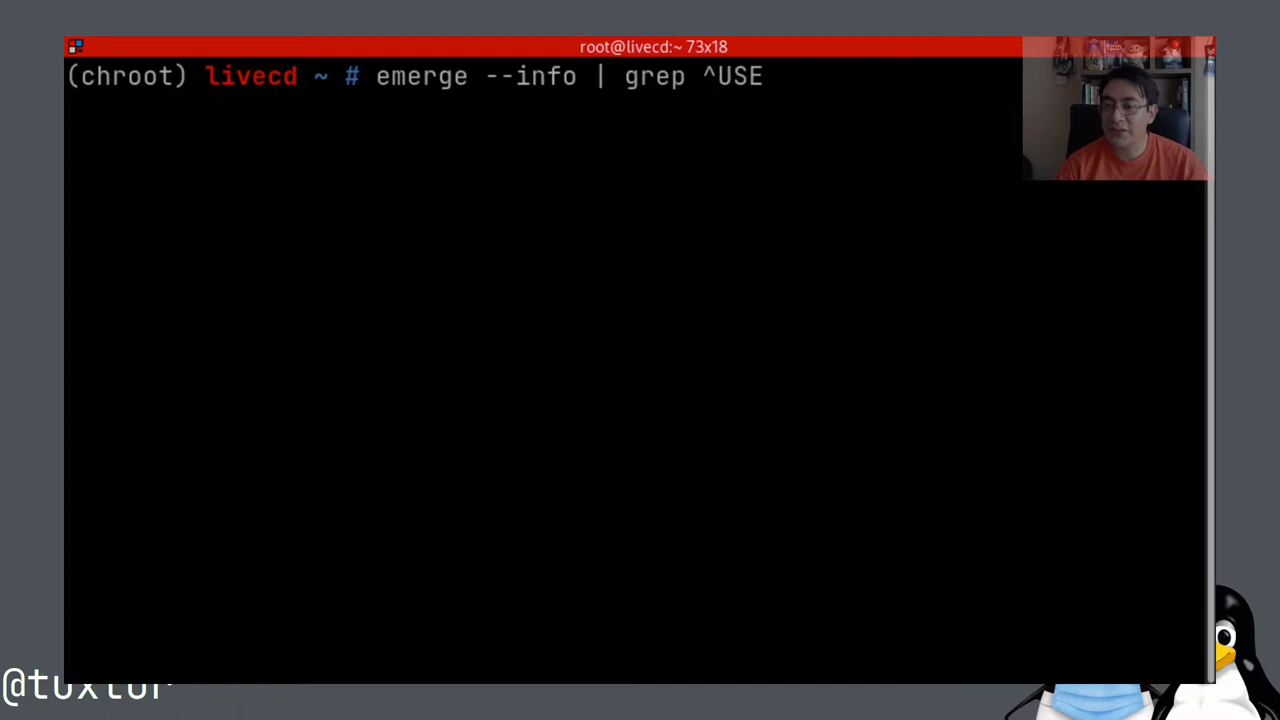 root@livecd:~ 73x18
(chroot) livecd ~ # emerge --info | grep ^USE